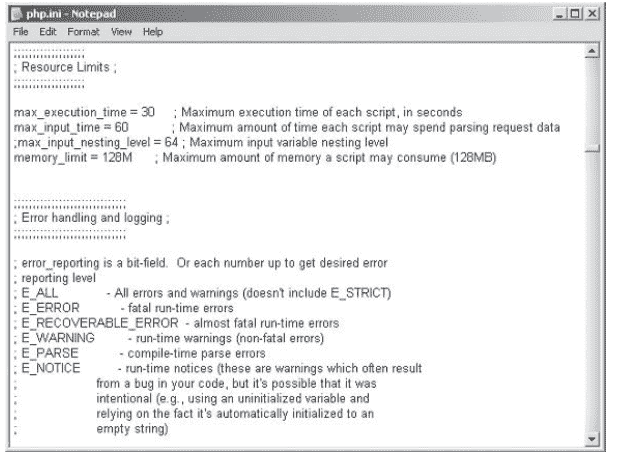 php.ini - Notepad
File Edit Format View Help
;;;;;;;;;;;;;;;;;;;
; Resource Limits ;
;;;;;;;;;;;;;;;;;;;
max_execution_time = 30 ; Maximum execution time of each script, in seconds
max_input_time = 60 ; Maximum amount of time each script may spend parsing request data
;max_input_nesting_level = 64 ; Maximum input variable nesting level
memory_limit = 128M ; Maximum amount of memory a script may consume (128MB)
;;;;;;;;;;;;;;;;;;;;;;;;;;;;;;
; Error handling and logging ;
;;;;;;;;;;;;;;;;;;;;;;;;;;;;;;
; error_reporting is a bit-field. Or each number up to get desired error
; reporting level
; E_ALL - All errors and warnings (doesn't include E_STRICT)
; E_ERROR - fatal run-time errors
; E_RECOVERABLE_ERROR - almost fatal run-time errors
; E_WARNING - run-time warnings (non-fatal errors)
; E_PARSE - compile-time parse errors
; E_NOTICE - run-time notices (these are warnings which often result
; from a bug in your code, but it's possible that it was
; intentional (e.g., using an uninitialized variable and
; relying on the fact it's automatically initialized to an
; empty string)